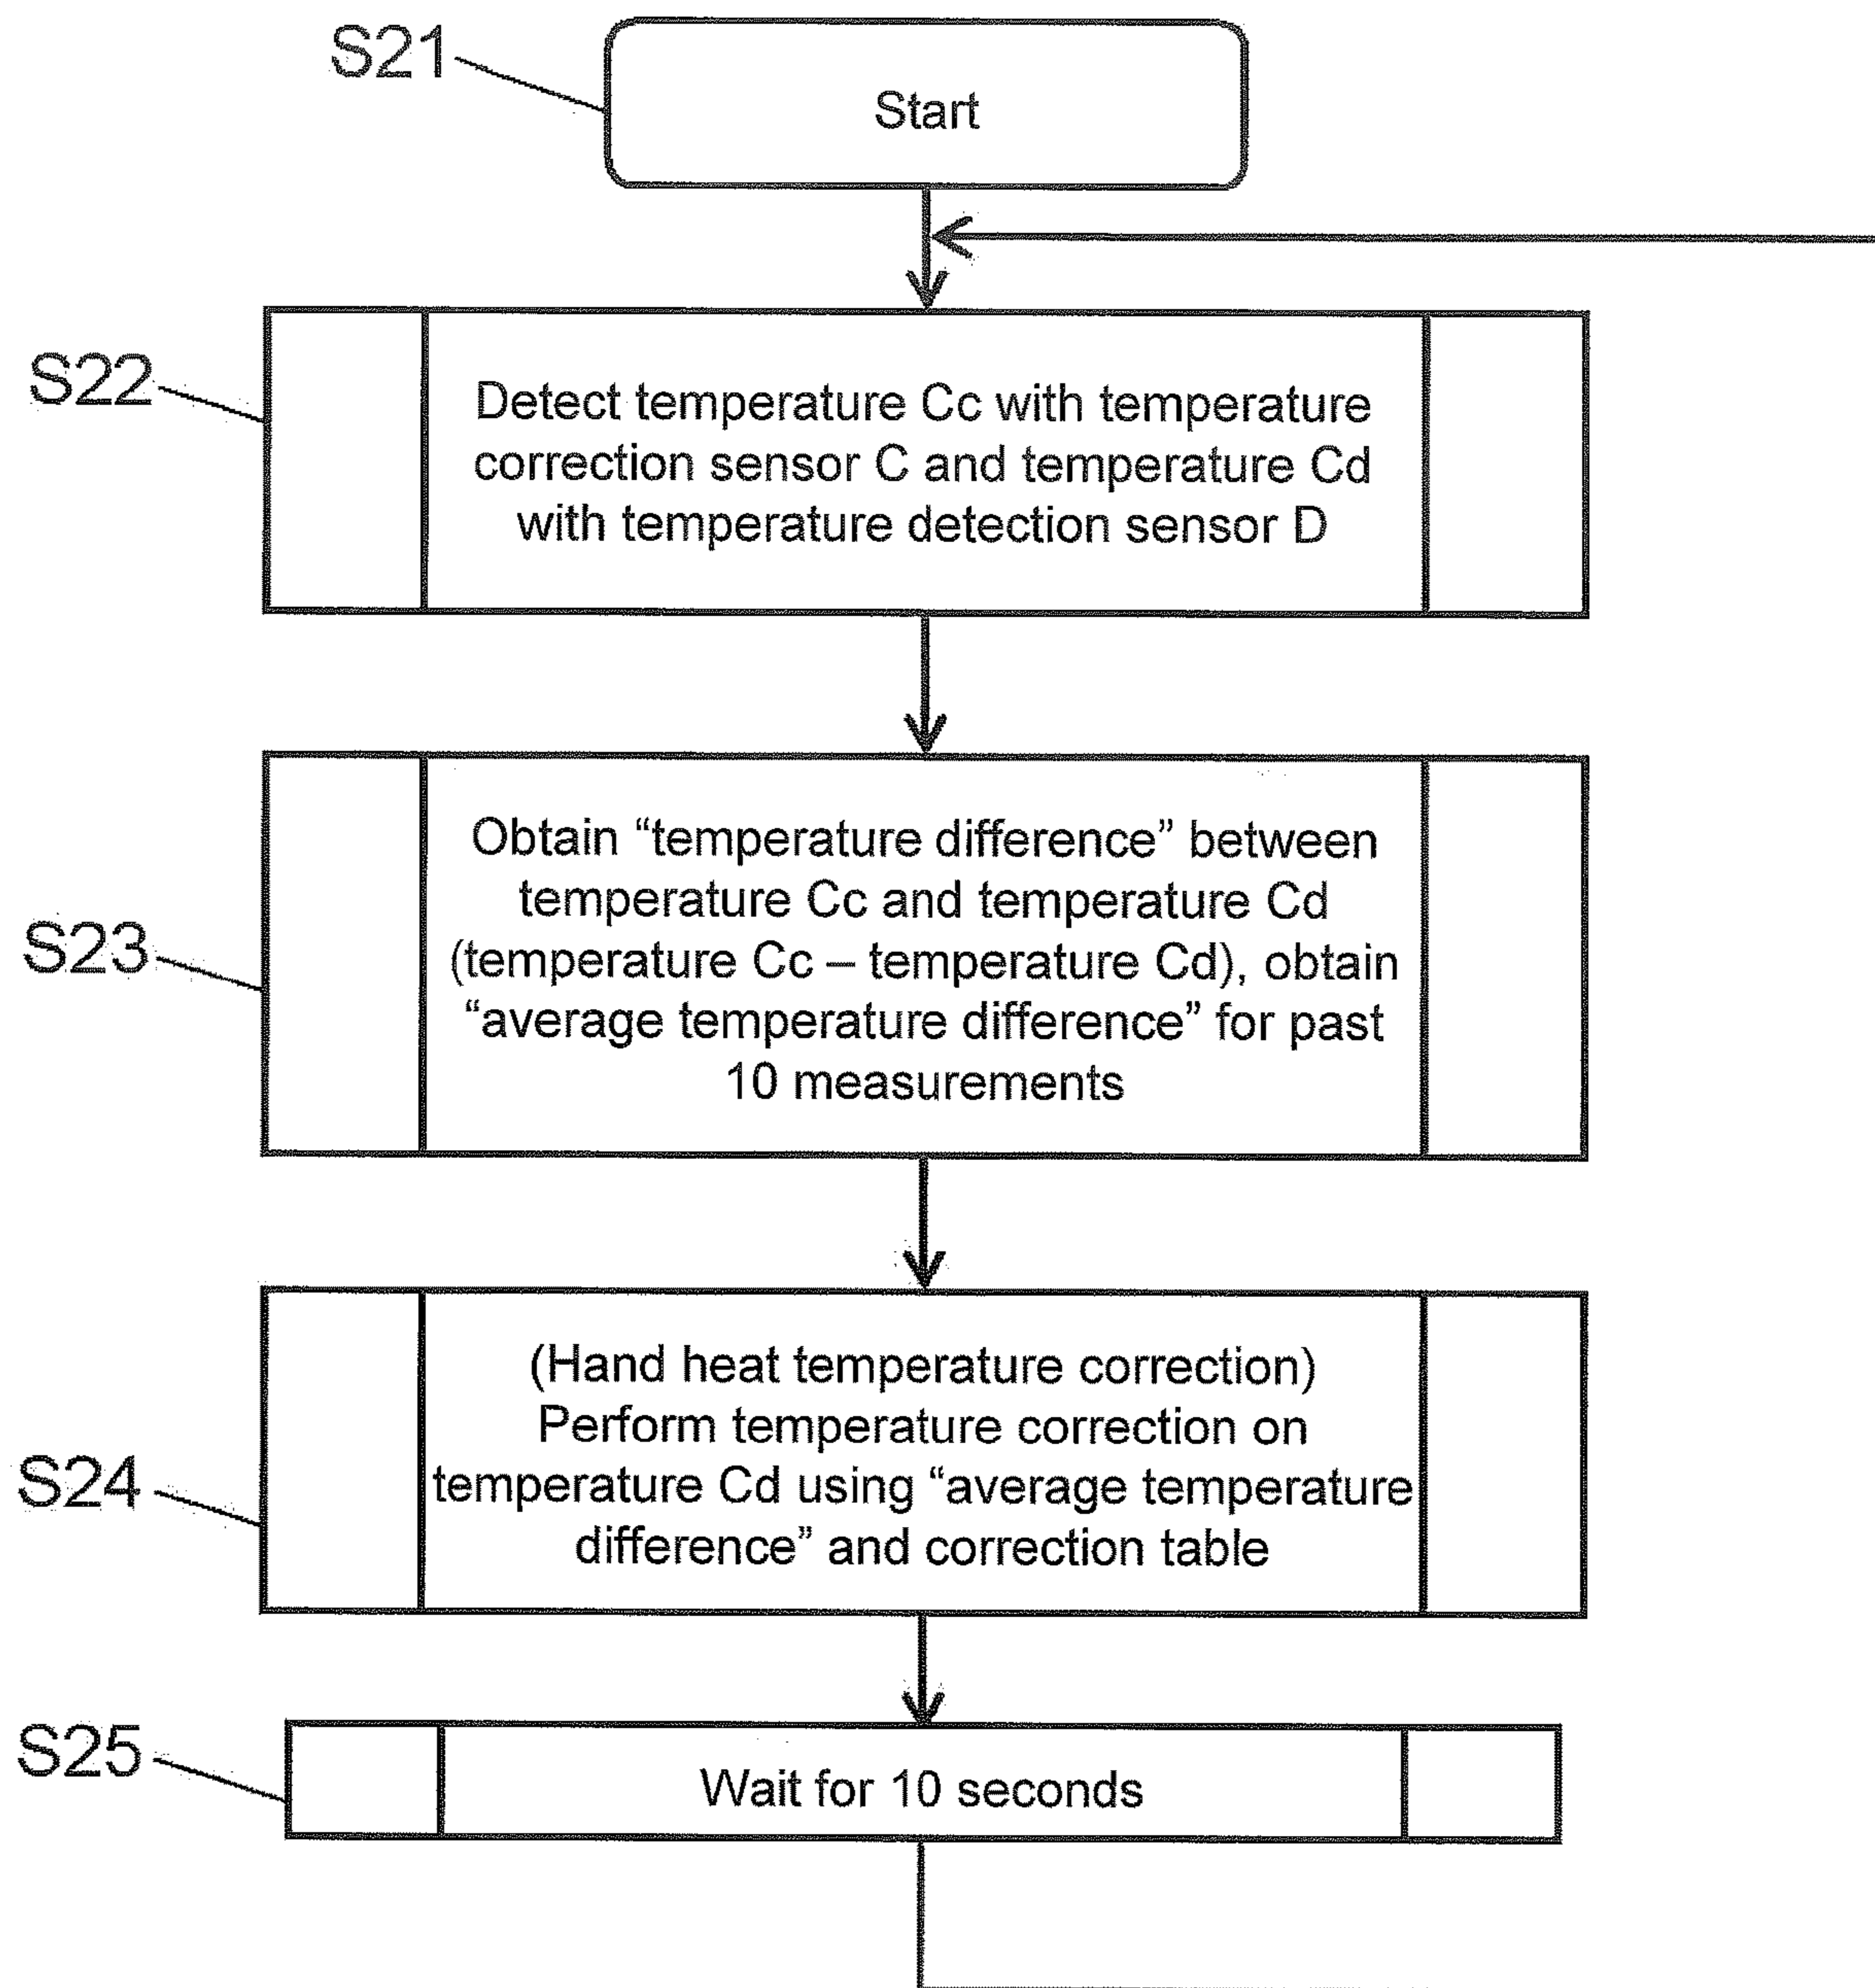 S21
Start
S22
Detect temperature Cc with temperature
correction sensor C and temperature Cd
with temperature detection sensor D
S23
Obtain “temperature difference” between
temperature Cc and temperature Cd
(temperature Cc – temperature Cd), obtain
“average temperature difference” for past
10 measurements
S24
(Hand heat temperature correction)
Perform temperature correction on
temperature Cd using “average temperature
difference” and correction table
S25
Wait for 10 seconds